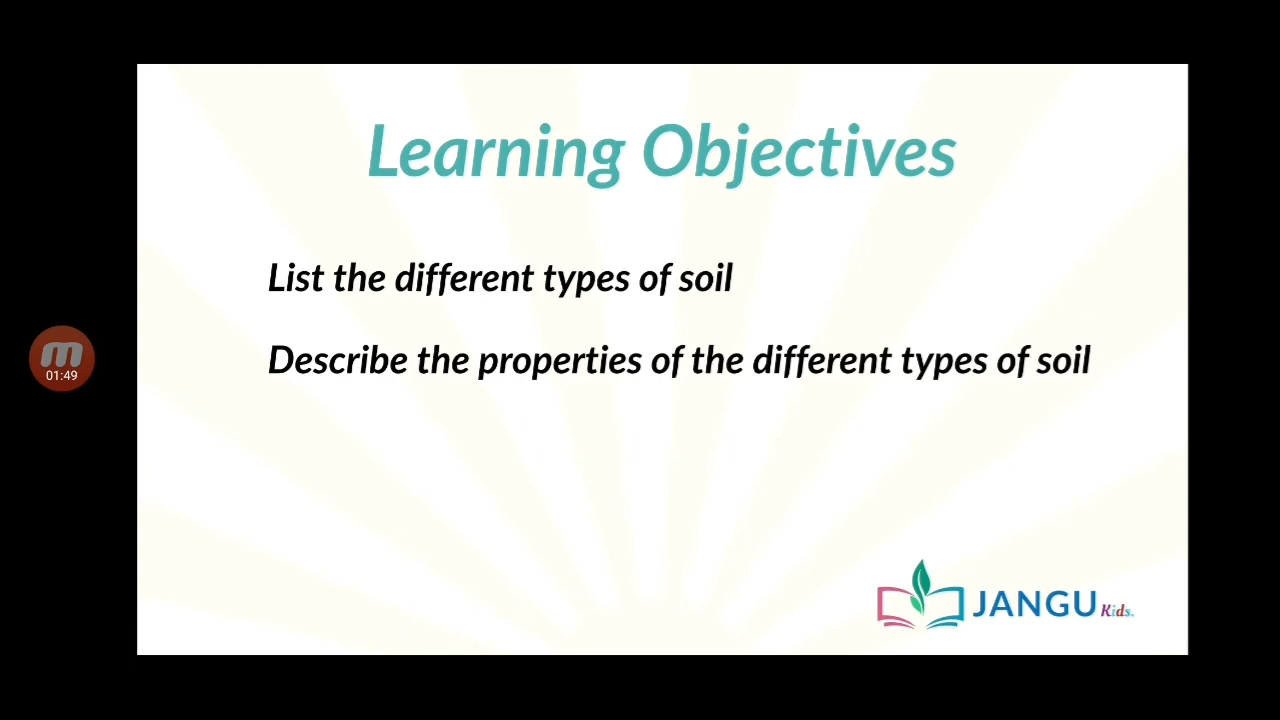 Learning Objectives
List the different types of soil
Describe the properties of the different types of soil
01:49
JANGU Kids.